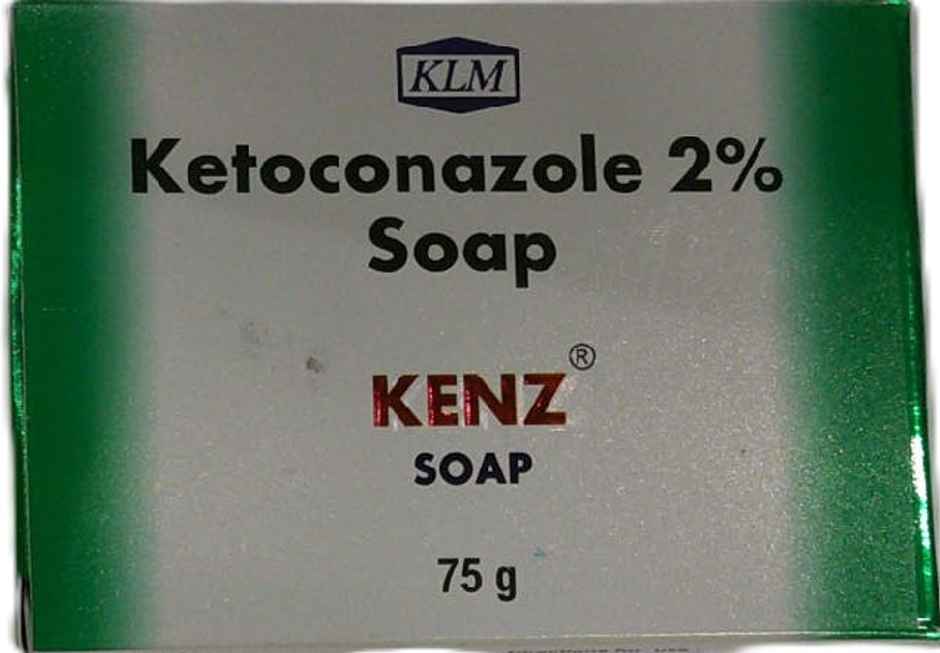 KLM
Ketoconazole 2%
Soap
KENZ®
SOAP
75 g